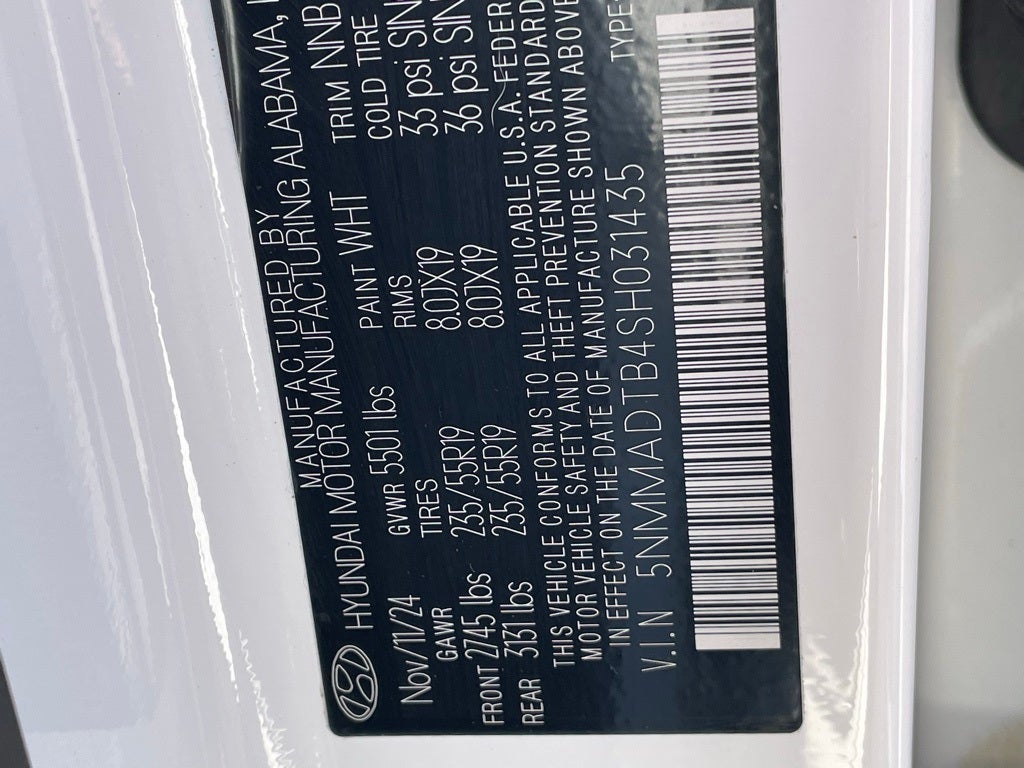 MANUFACTURED BY
HYUNDAI MOTOR MANUFACTURING ALABAMA,
Nov/11/24 GVWR 5501 lbs PAINT WHT TRIM NNB
GAWR TIRES RIMS COLD TIRE
FRONT 2745 lbs 235/55R19 8.0JX19 33 psi SIN
REAR 3131 lbs 235/55R19 8.0JX19 36 psi SIN
THIS VEHICLE CONFORMS TO ALL APPLICABLE U.S.A. FEDER
MOTOR VEHICLE SAFETY AND THEFT PREVENTION STANDARD
IN EFFECT ON THE DATE OF MANUFACTURE SHOWN ABOVE
V.I.N 5NMMADTB4SH031435 TYPE